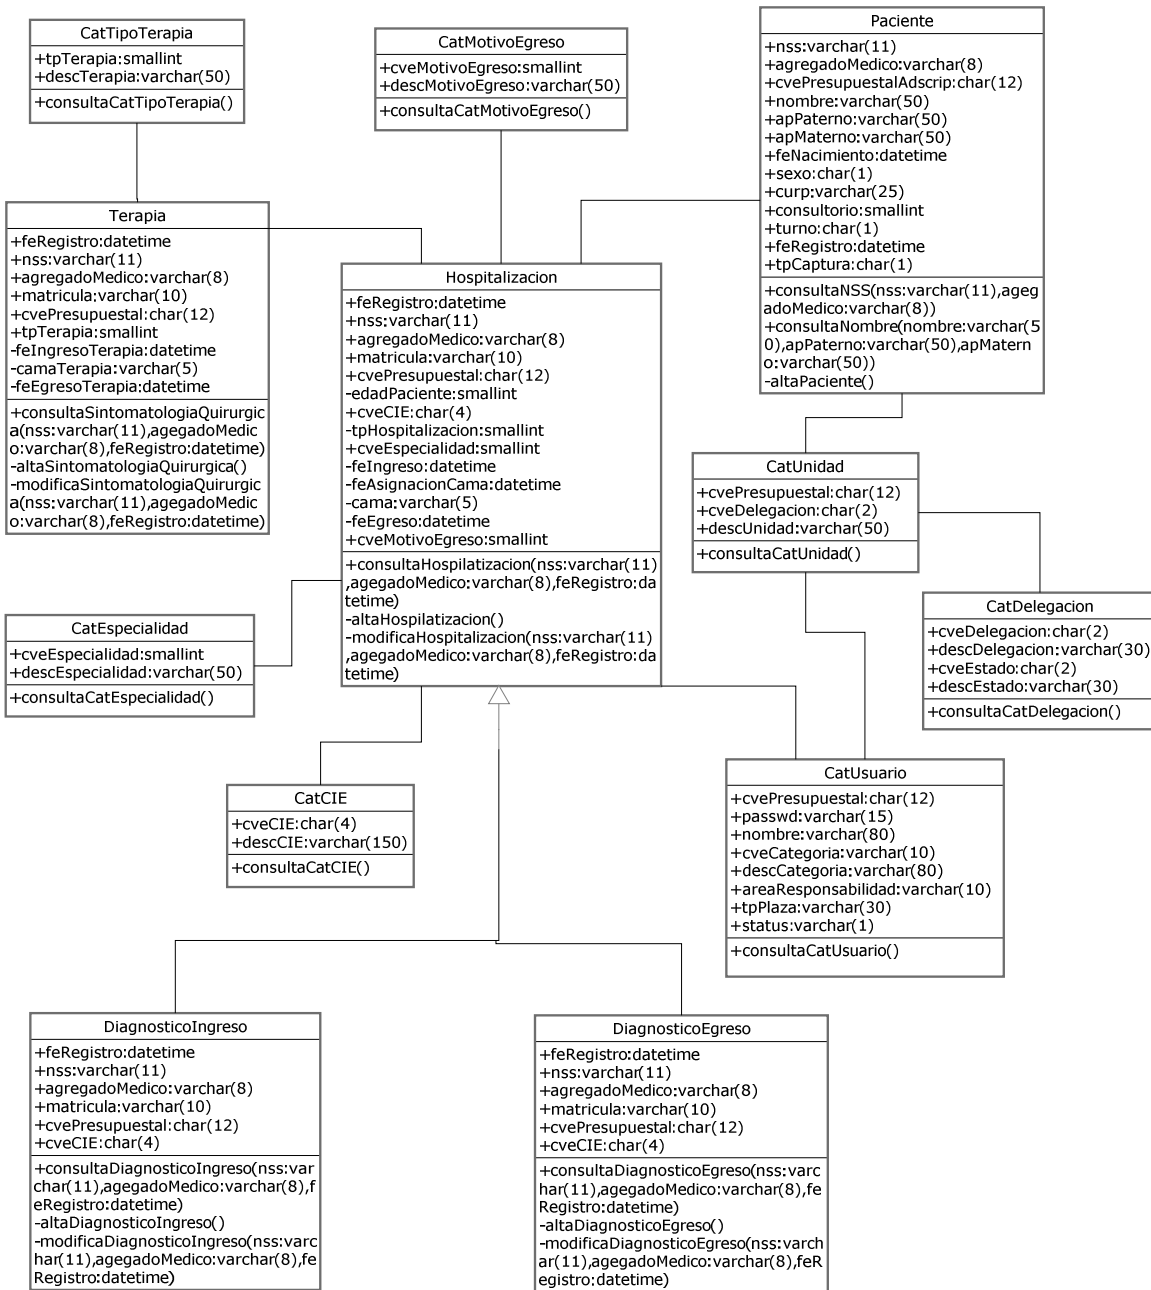 CatTipoTerapia
+tpTerapia:smallint
+descTerapia:varchar(50)
+consultaCatTipoTerapia()
CatMotivoEgreso
+cveMotivoEgreso:smallint
+descMotivoEgreso:varchar(50)
+consultaCatMotivoEgreso()
Paciente
+nss:varchar(11)
+agregadoMedico:varchar(8)
+cvePresupuestalAdscrip:char(12)
+nombre:varchar(50)
+apPaterno:varchar(50)
+apMaterno:varchar(50)
+feNacimiento:datetime
+sexo:char(1)
+curp:varchar(25)
+consultorio:smallint
+turno:char(1)
+feRegistro:datetime
+tpCaptura:char(1)
+consultaNSS(nss:varchar(11),ageg
adoMedico:varchar(8))
+consultaNombre(nombre:varchar(5
0),apPaterno:varchar(50),apMatern
o:varchar(50))
-altaPaciente()
Terapia
+feRegistro:datetime
+nss:varchar(11)
+agregadoMedico:varchar(8)
+matricula:varchar(10)
+cvePresupuestal:char(12)
+tpTerapia:smallint
-feIngresoTerapia:datetime
-camaTerapia:varchar(5)
-feEgresoTerapia:datetime
+consultaSintomatologiaQuirurgic
a(nss:varchar(11),agegadoMedic
o:varchar(8),feRegistro:datetime)
-altaSintomatologiaQuirurgica()
-modificaSintomatologiaQuirurgic
a(nss:varchar(11),agegadoMedic
o:varchar(8),feRegistro:datetime)
Hospitalizacion
+feRegistro:datetime
+nss:varchar(11)
+agregadoMedico:varchar(8)
+matricula:varchar(10)
+cvePresupuestal:char(12)
-edadPaciente:smallint
+cveCIE:char(4)
-tpHospitalizacion:smallint
+cveEspecialidad:smallint
-feIngreso:datetime
-feAsignacionCama:datetime
-cama:varchar(5)
-feEgreso:datetime
+cveMotivoEgreso:smallint
+consultaHospilatizacion(nss:varchar(11)
,agegadoMedico:varchar(8),feRegistro:da
tetime)
-altaHospilatizacion()
-modificaHospitalizacion(nss:varchar(11)
,agegadoMedico:varchar(8),feRegistro:da
tetime)
CatUnidad
+cvePresupuestal:char(12)
+cveDelegacion:char(2)
+descUnidad:varchar(50)
+consultaCatUnidad()
CatDelegacion
+cveDelegacion:char(2)
+descDelegacion:varchar(30)
+cveEstado:char(2)
+descEstado:varchar(30)
+consultaCatDelegacion()
CatEspecialidad
+cveEspecialidad:smallint
+descEspecialidad:varchar(50)
+consultaCatEspecialidad()
CatCIE
+cveCIE:char(4)
+descCIE:varchar(150)
+consultaCatCIE()
CatUsuario
+cvePresupuestal:char(12)
+passwd:varchar(15)
+nombre:varchar(80)
+cveCategoria:varchar(10)
+descCategoria:varchar(80)
+areaResponsabilidad:varchar(10)
+tpPlaza:varchar(30)
+status:varchar(1)
+consultaCatUsuario()
DiagnosticoIngreso
+feRegistro:datetime
+nss:varchar(11)
+agregadoMedico:varchar(8)
+matricula:varchar(10)
+cvePresupuestal:char(12)
+cveCIE:char(4)
+consultaDiagnosticoIngreso(nss:var
char(11),agegadoMedico:varchar(8),f
eRegistro:datetime)
-altaDiagnosticoIngreso()
-modificaDiagnosticoIngreso(nss:varc
har(11),agegadoMedico:varchar(8),fe
Registro:datetime)
DiagnosticoEgreso
+feRegistro:datetime
+nss:varchar(11)
+agregadoMedico:varchar(8)
+matricula:varchar(10)
+cvePresupuestal:char(12)
+cveCIE:char(4)
+consultaDiagnosticoEgreso(nss:varc
har(11),agegadoMedico:varchar(8),fe
Registro:datetime)
-altaDiagnosticoEgreso()
-modificaDiagnosticoEgreso(nss:varch
ar(11),agegadoMedico:varchar(8),feR
egistro:datetime)